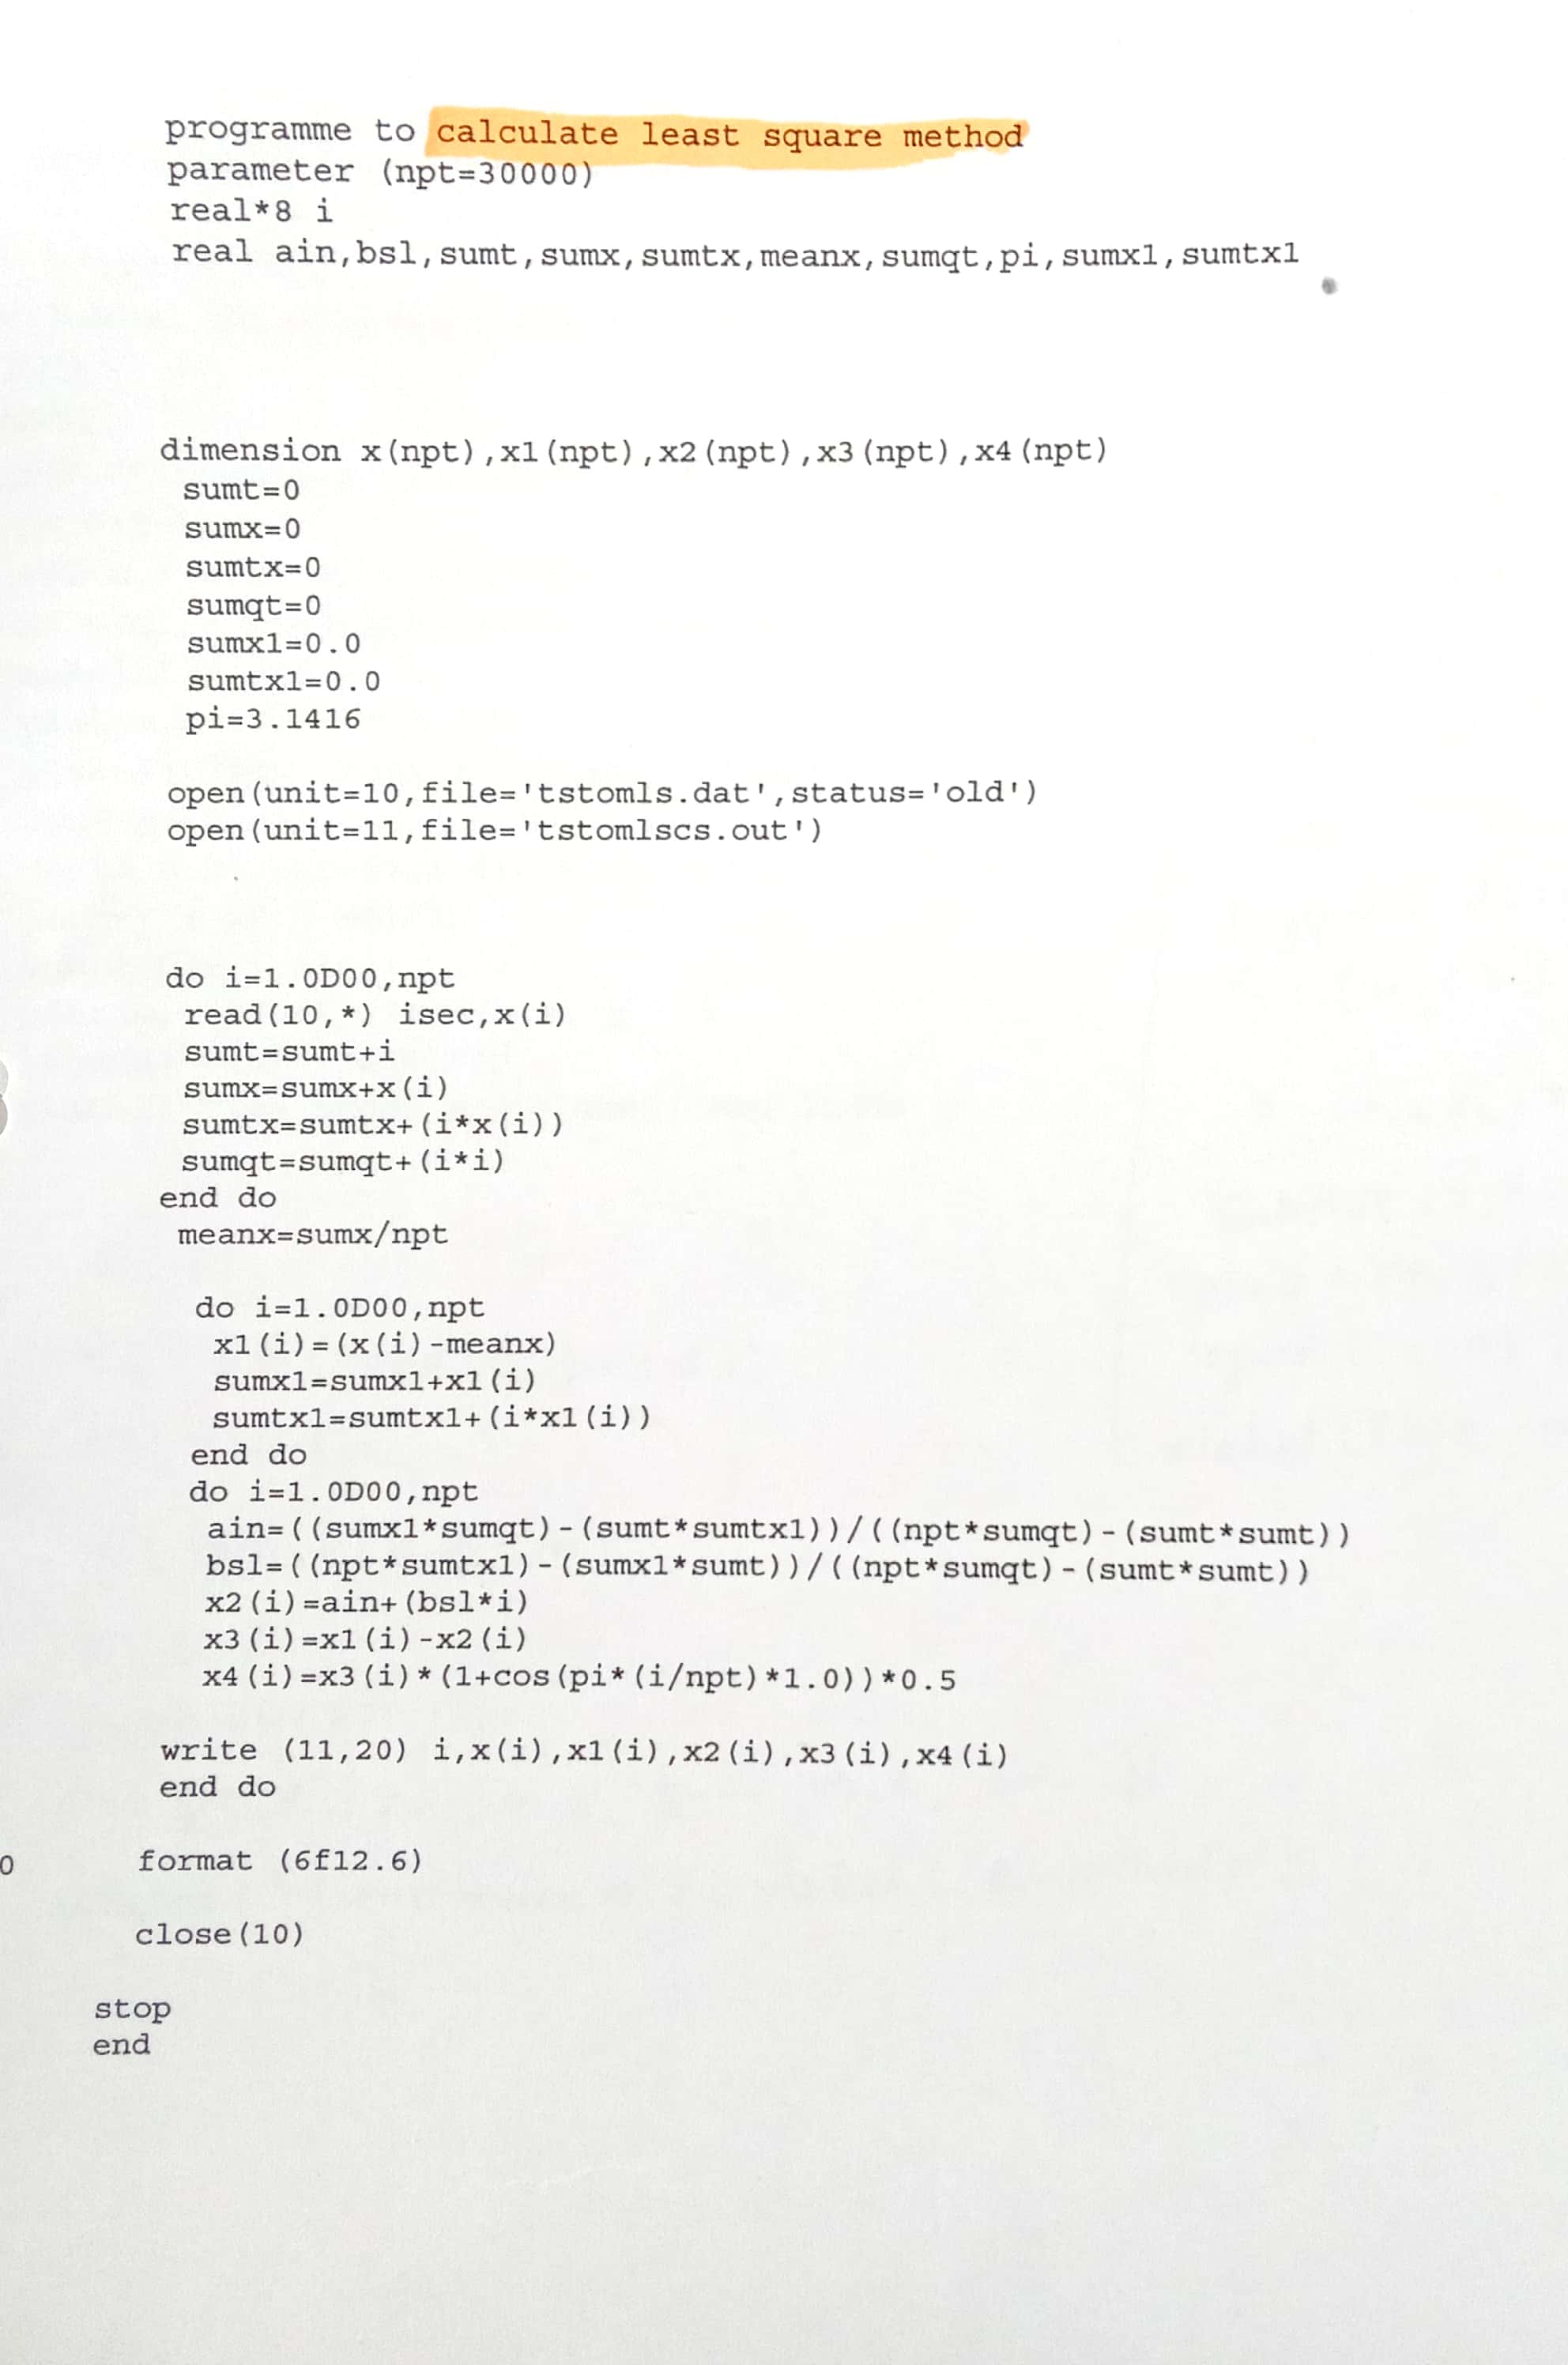 programme to calculate least square method
parameter (npt=30000)
real*8 i
real ain,bsl,sumt,sumx,sumtx,meanx,sumqt,pi,sumx1,sumtx1
dimension x(npt),x1(npt),x2(npt),x3(npt),x4(npt)
sumt=0
sumx=0
sumtx=0
sumqt=0
sumx1=0.0
sumtx1=0.0
pi=3.1416
open(unit=10,file='tstomls.dat',status='old')
open(unit=11,file='tstomlscs.out')
do i=1.0D00,npt
read(10,*) isec,x(i)
sumt=sumt+i
sumx=sumx+x(i)
sumtx=sumtx+(i*x(i))
sumqt=sumqt+(i*i)
end do
meanx=sumx/npt
do i=1.0D00,npt
x1(i)=(x(i)-meanx)
sumx1=sumx1+x1(i)
sumtx1=sumtx1+(i*x1(i))
end do
do i=1.0D00,npt
ain=((sumx1*sumqt)-(sumt*sumtx1))/((npt*sumqt)-(sumt*sumt))
bsl=((npt*sumtx1)-(sumx1*sumt))/((npt*sumqt)-(sumt*sumt))
x2(i)=ain+(bsl*i)
x3(i)=x1(i)-x2(i)
x4(i)=x3(i)*(1+cos(pi*(i/npt)*1.0))*0.5
write (11,20) i,x(i),x1(i),x2(i),x3(i),x4(i)
end do
0 format (6f12.6)
close(10)
stop
end